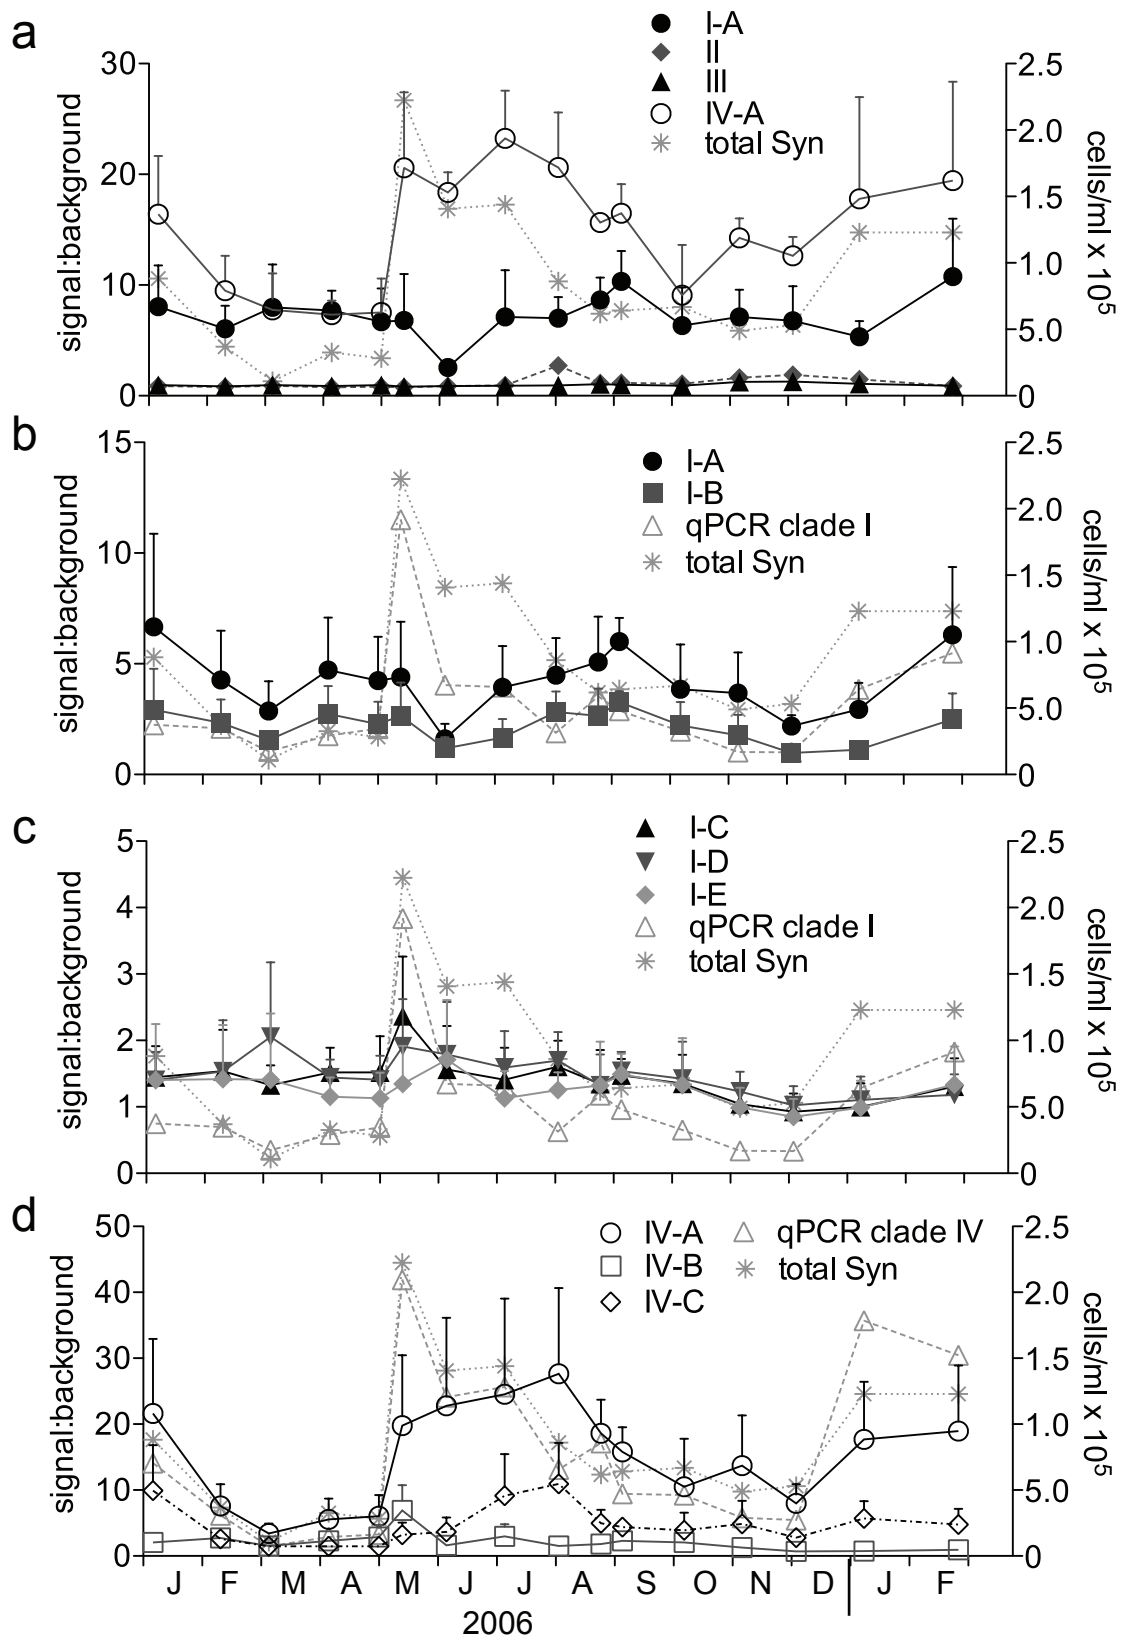 a
I-A
II
III
IV-A
total Syn
30
20
10
0
signal:background
2.5
2.0
1.5
1.0
5.0
0
cells/ml x 10⁵
b
I-A
I-B
qPCR clade I
total Syn
15
10
5
0
signal:background
2.5
2.0
1.5
1.0
5.0
0
cells/ml x 10⁵
c
I-C
I-D
I-E
qPCR clade I
total Syn
5
4
3
2
1
0
signal:background
2.5
2.0
1.5
1.0
5.0
0
cells/ml x 10⁵
d
IV-A
IV-B
IV-C
qPCR clade IV
total Syn
50
40
30
20
10
0
signal:background
2.5
2.0
1.5
1.0
5.0
0
cells/ml x 10⁵
J F M A M J J A S O N D J F
2006